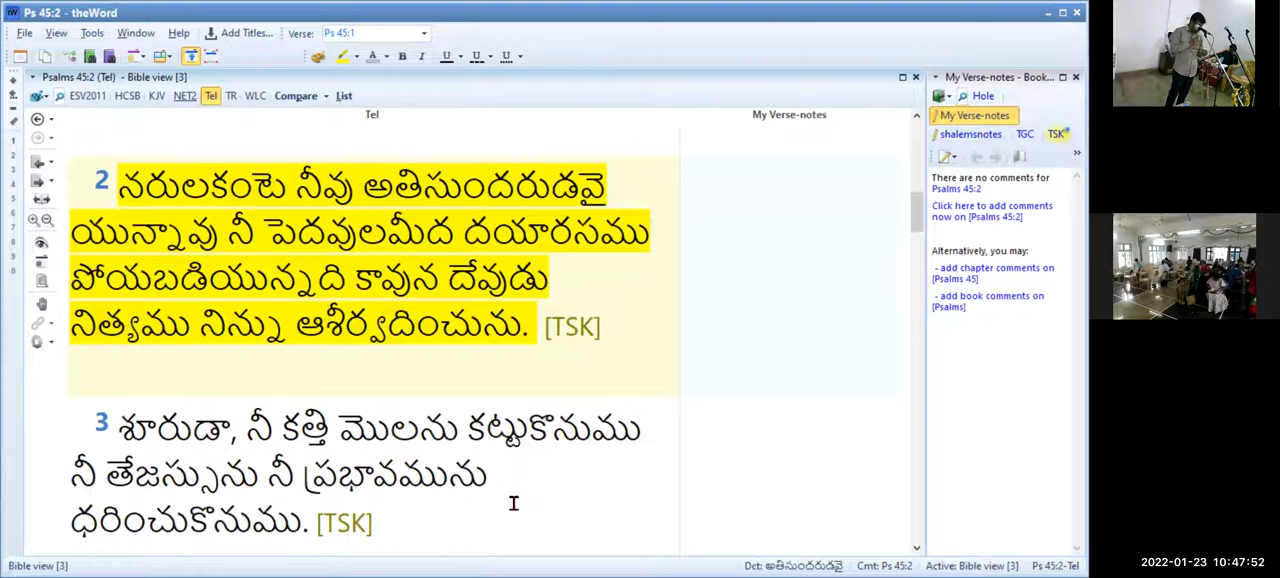 Ps 45:2 - theWord
File View Tools Window Help Add Titles... Verse: Ps 45:1
Psalms 45:2 (Tel) - Bible view [3]
ESV2011 HCSB KJV NET2 Tel TR WLC Compare List
Tel My Verse-notes
2 నరులకంటె నీవు అతిసుందరుడవై
యున్నావు నీ పెదవులమీద దయారసము
పోయబడియున్నది కావున దేవుడు
నిత్యము నిన్ను ఆశీర్వదించును. [TSK]
3 శూరుడా, నీ కత్తి మొలను కట్టుకొనుము
నీ తేజస్సును నీ ప్రభావమును
ధరించుకొనుము. [TSK]
My Verse-notes - Book...
Hole
My Verse-notes
shalemsnotes TGC TSK
There are no comments for
Psalms 45:2
Click here to add comments
now on [Psalms 45:2]
Alternatively, you may:
- add chapter comments on
[Psalms 45]
- add book comments on
[Psalms]
Bible view [3] Dct: అతిసుందరుడవై Cmt: Ps 45:2 Active: Bible view [3] Ps 45:2-Tel
2022-01-23 10:47:52